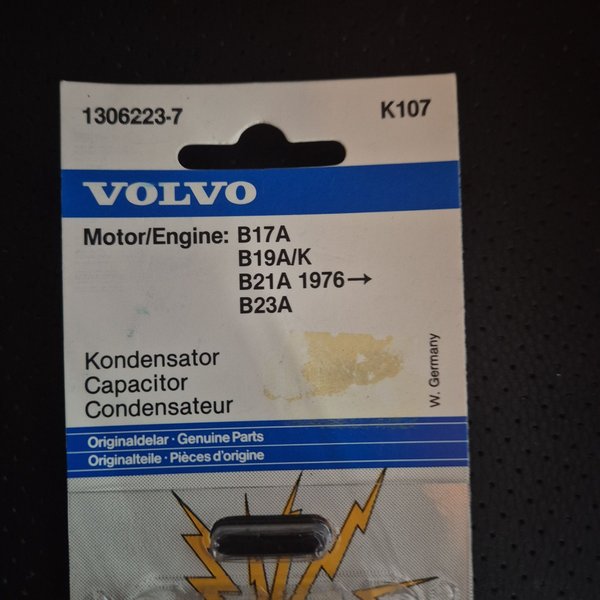 1306223-7 K107
VOLVO
Motor/Engine: B17A
B19A/K
B21A 1976→
B23A
Kondensator
Capacitor
Condensateur
W. Germany
Originaldelar · Genuine Parts
Originalteile · Pièces d'origine